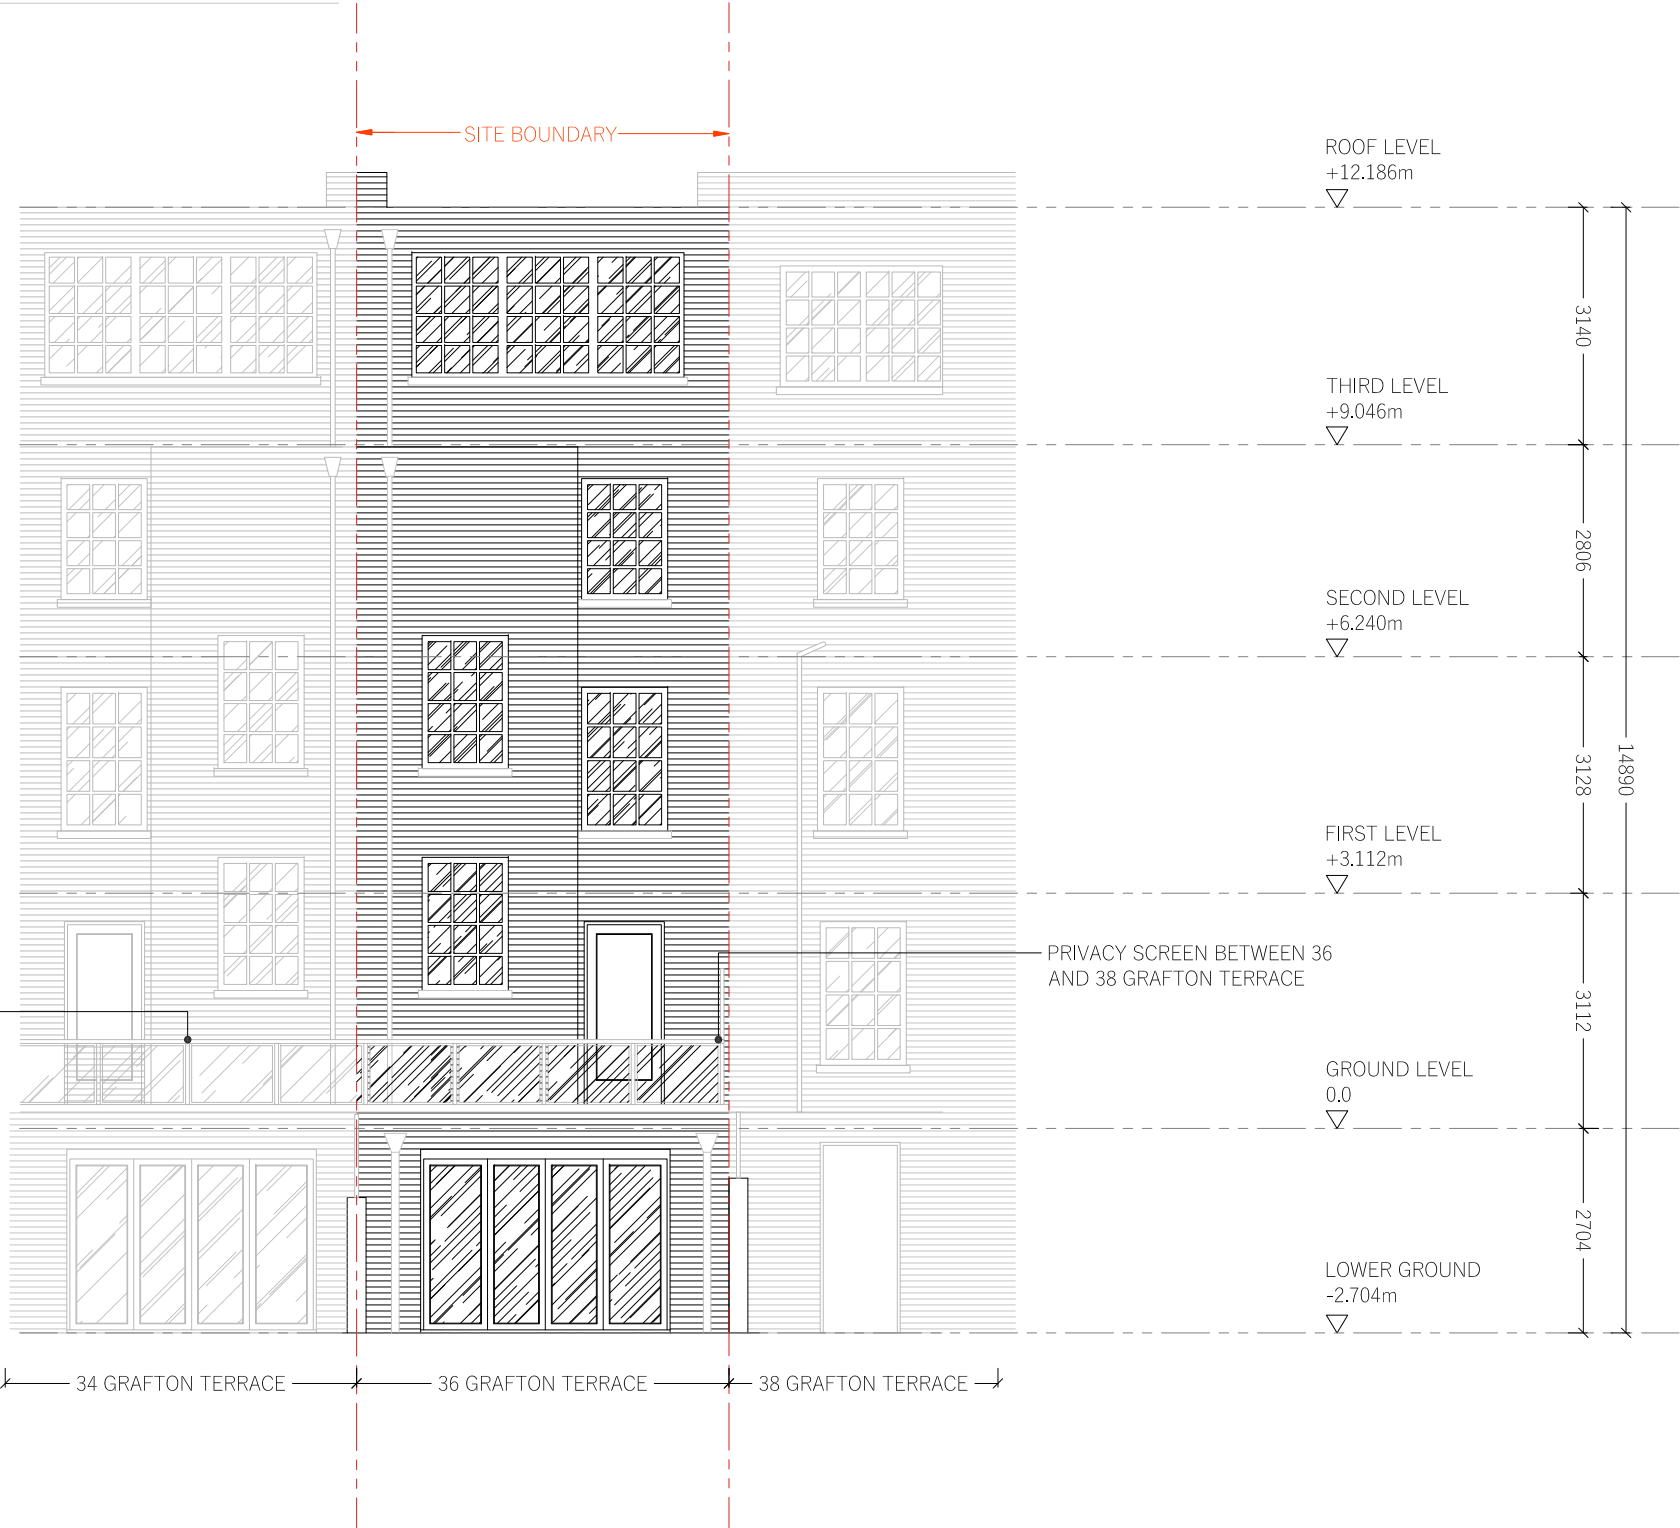 SITE BOUNDARY
ROOF LEVEL
+12.186m
3140
THIRD LEVEL
+9.046m
2806
SECOND LEVEL
+6.240m
3128
14890
FIRST LEVEL
+3.112m
PRIVACY SCREEN BETWEEN 36
AND 38 GRAFTON TERRACE
3112
GROUND LEVEL
0.0
2704
LOWER GROUND
-2.704m
34 GRAFTON TERRACE
36 GRAFTON TERRACE
38 GRAFTON TERRACE